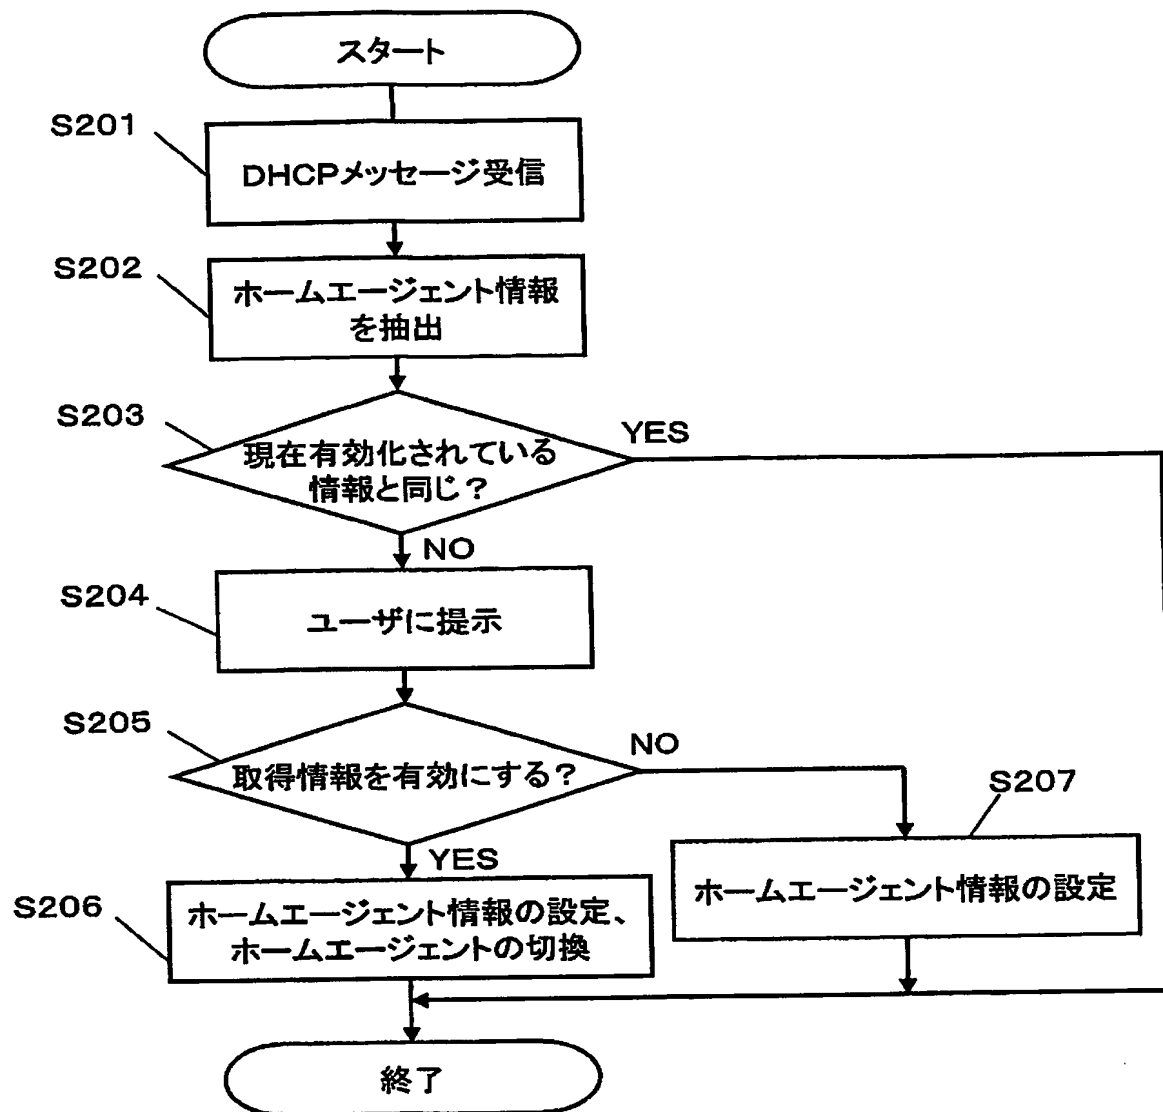 スタート
S201
DHCPメッセージ受信
S202
ホームエージェント情報
を抽出
S203
現在有効化されている
情報と同じ?
YES
NO
S204
ユーザに提示
S205
取得情報を有効にする?
NO
S207
YES
ホームエージェント情報の設定
S206
ホームエージェント情報の設定、
ホームエージェントの切換
終了